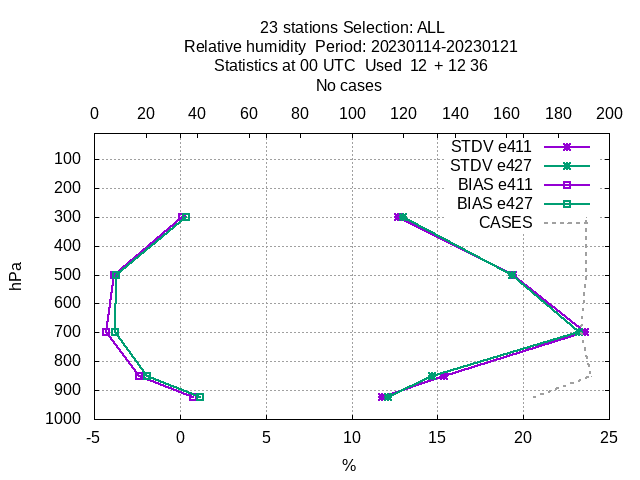 23 stations Selection: ALL
Relative humidity  Period: 20230114-20230121
Statistics at 00 UTC  Used  12  + 12 36
No cases
0 20 40 60 80 100 120 140 160 180 200
STDV e411
STDV e427
BIAS e411
BIAS e427
CASES
100
200
300
400
500
600
700
800
900
1000
hPa
-5 0 5 10 15 20 25
%